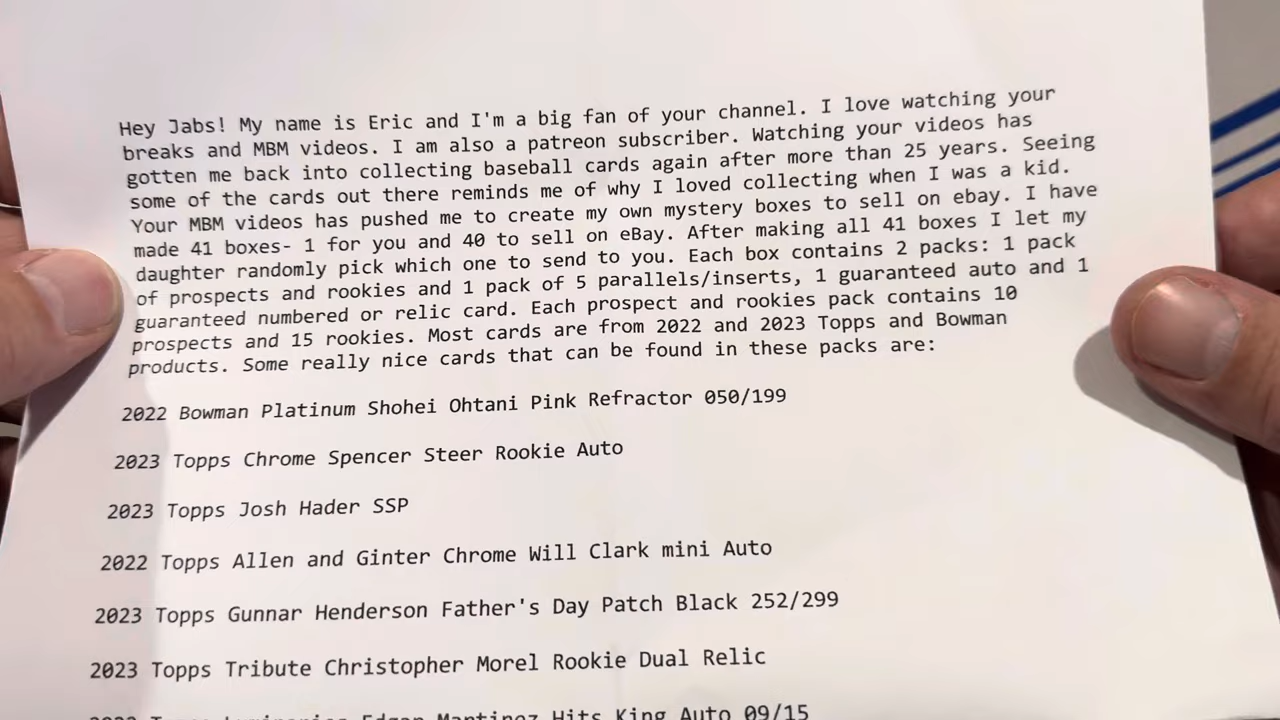 Hey Jabs! My name is Eric and I'm a big fan of your channel. I love watching your
breaks and MBM videos. I am also a patreon subscriber. Watching your videos has
gotten me back into collecting baseball cards again after more than 25 years. Seeing
some of the cards out there reminds me of why I loved collecting when I was a kid.
Your MBM videos has pushed me to create my own mystery boxes to sell on ebay. I have
made 41 boxes- 1 for you and 40 to sell on eBay. After making all 41 boxes I let my
daughter randomly pick which one to send to you. Each box contains 2 packs: 1 pack
of prospects and rookies and 1 pack of 5 parallels/inserts, 1 guaranteed auto and 1
guaranteed numbered or relic card. Each prospect and rookies pack contains 10
prospects and 15 rookies. Most cards are from 2022 and 2023 Topps and Bowman
products. Some really nice cards that can be found in these packs are:
2022 Bowman Platinum Shohei Ohtani Pink Refractor 050/199
2023 Topps Chrome Spencer Steer Rookie Auto
2023 Topps Josh Hader SSP
2022 Topps Allen and Ginter Chrome Will Clark mini Auto
2023 Topps Gunnar Henderson Father's Day Patch Black 252/299
2023 Topps Tribute Christopher Morel Rookie Dual Relic
Edgar Martinez Hits King Auto 09/15